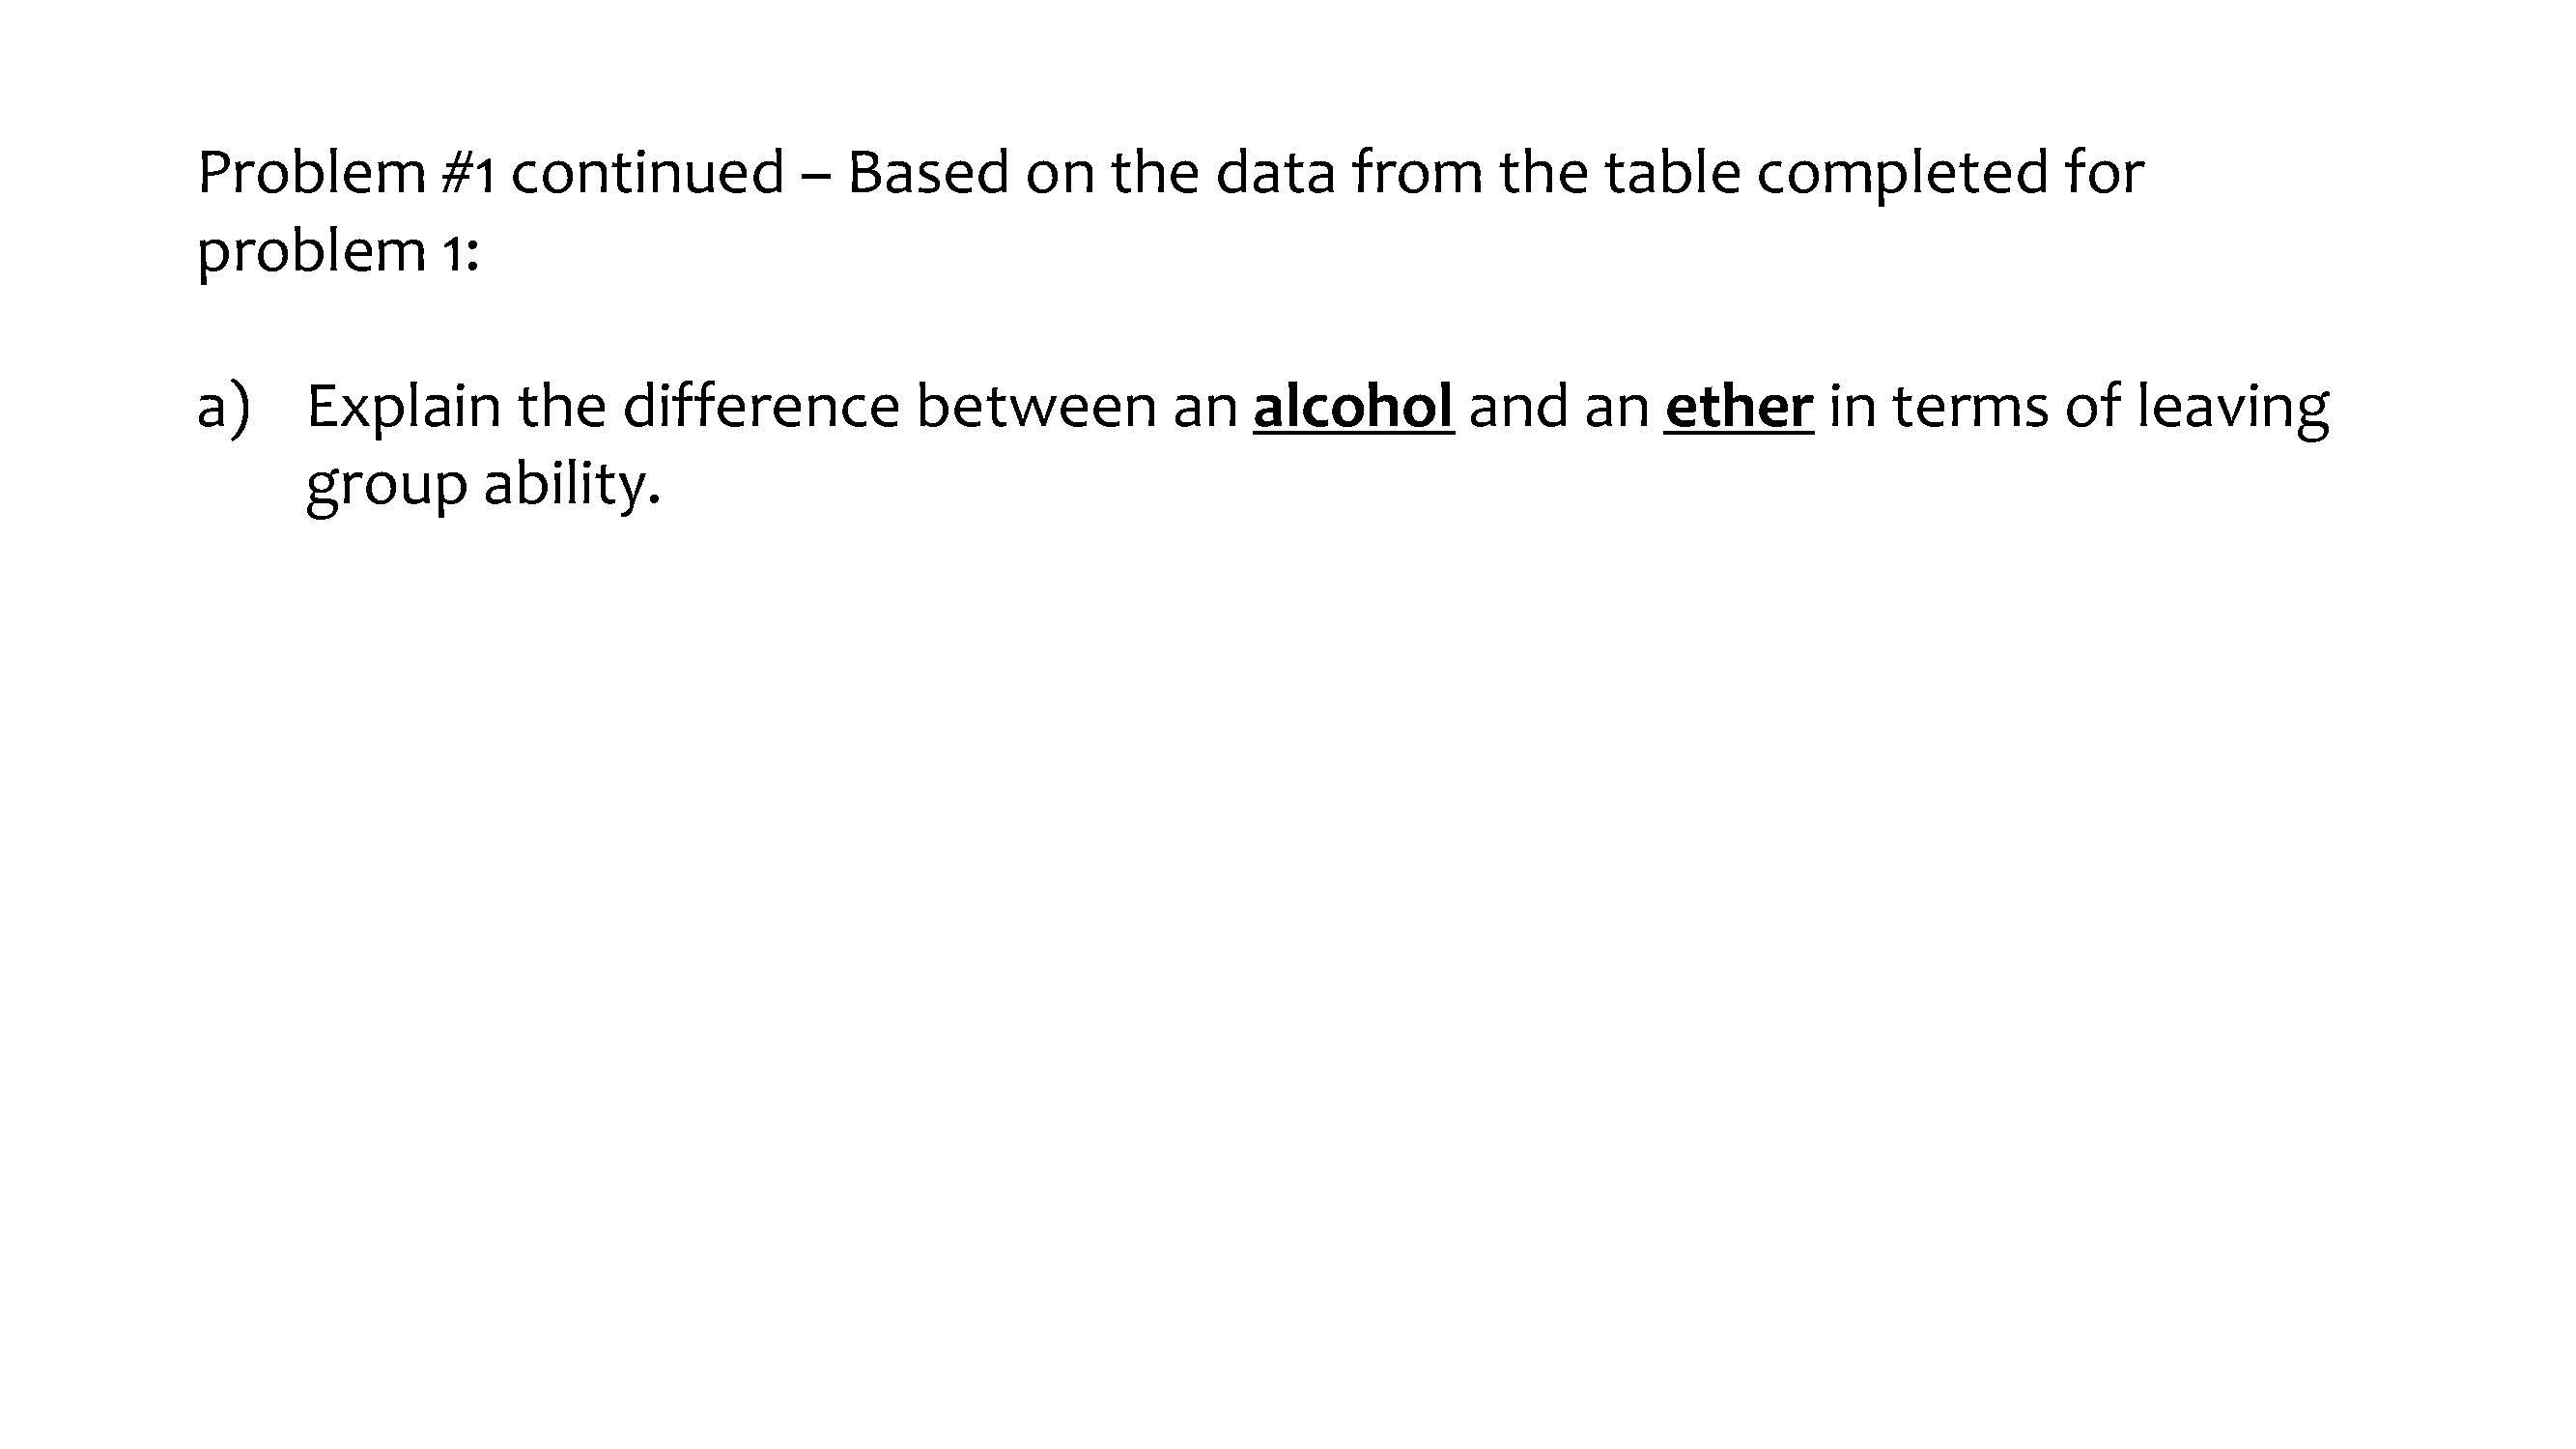 Problem #1 continued – Based on the data from the table completed for
problem 1:
a) Explain the difference between an alcohol and an ether in terms of leaving
group ability.